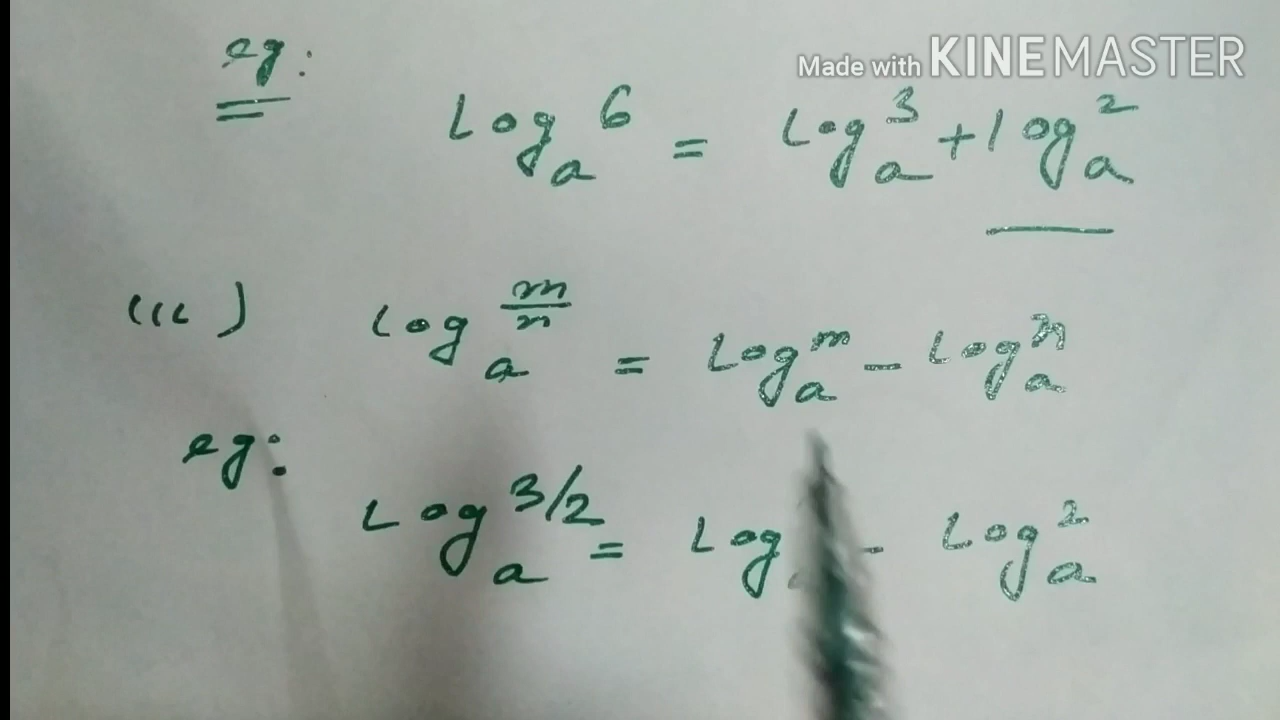 eg:
Made with KINEMASTER
log_a^6 = log_a^3 + log_a^2
(ii) log_a^{m/n} = log_a^m - log_a^n
eg:
log_a^{3/2} = log - log_a^2